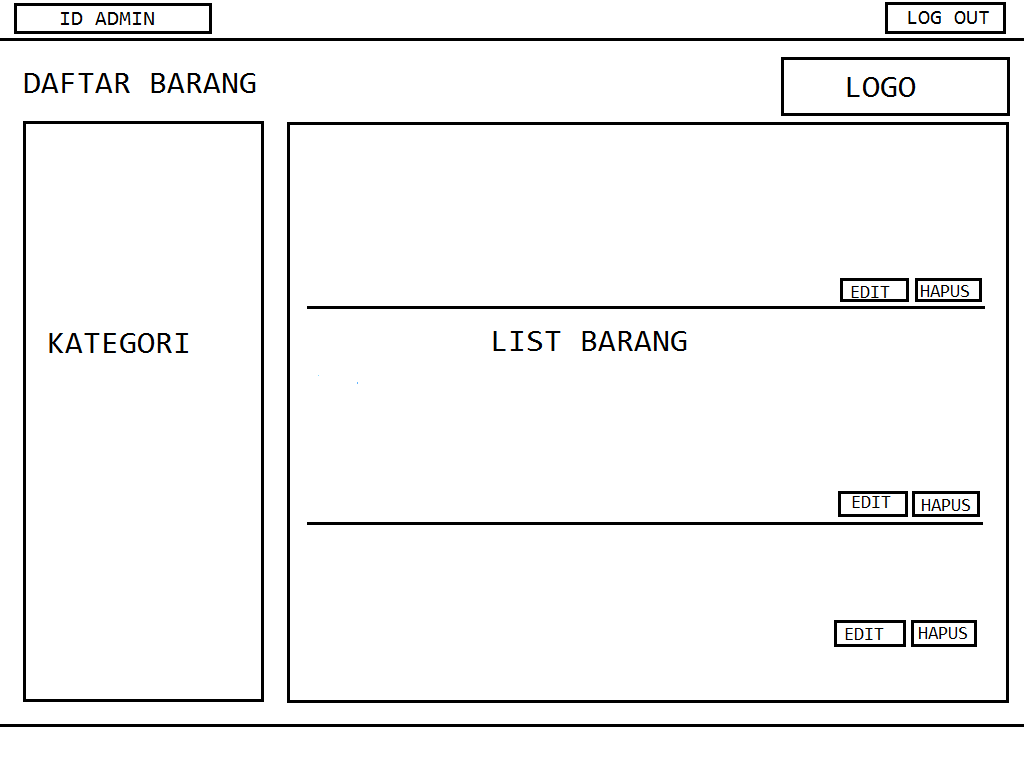 ID ADMIN
LOG OUT
DAFTAR BARANG
LOGO
KATEGORI
EDIT
HAPUS
LIST BARANG
EDIT
HAPUS
EDIT
HAPUS